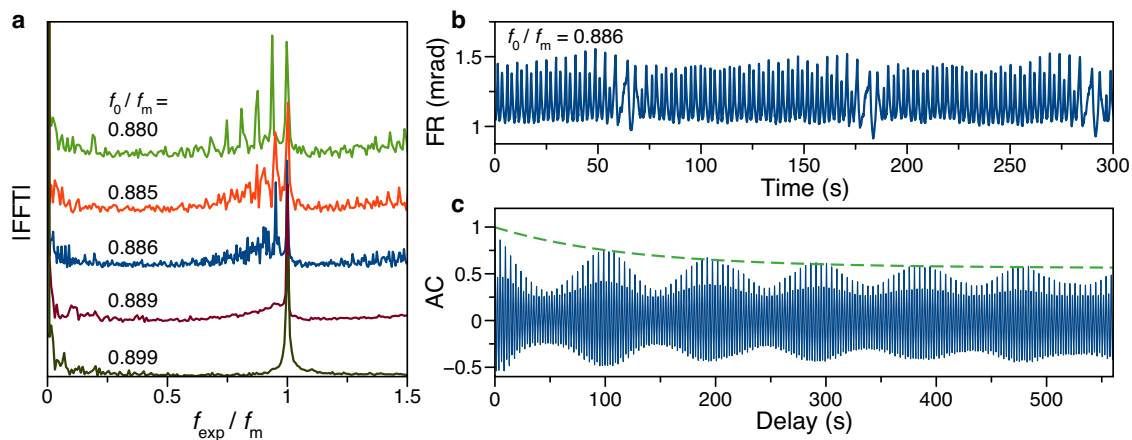 a
|FFT|
f0 / fm =
0.880
0.885
0.886
0.889
0.899
0
0.5
1
1.5
fexp / fm
b
f0 / fm = 0.886
FR (mrad)
1.5
1
0 50 100 150 200 250 300
Time (s)
c
AC
1
0.5
0
−0.5
0 100 200 300 400 500
Delay (s)